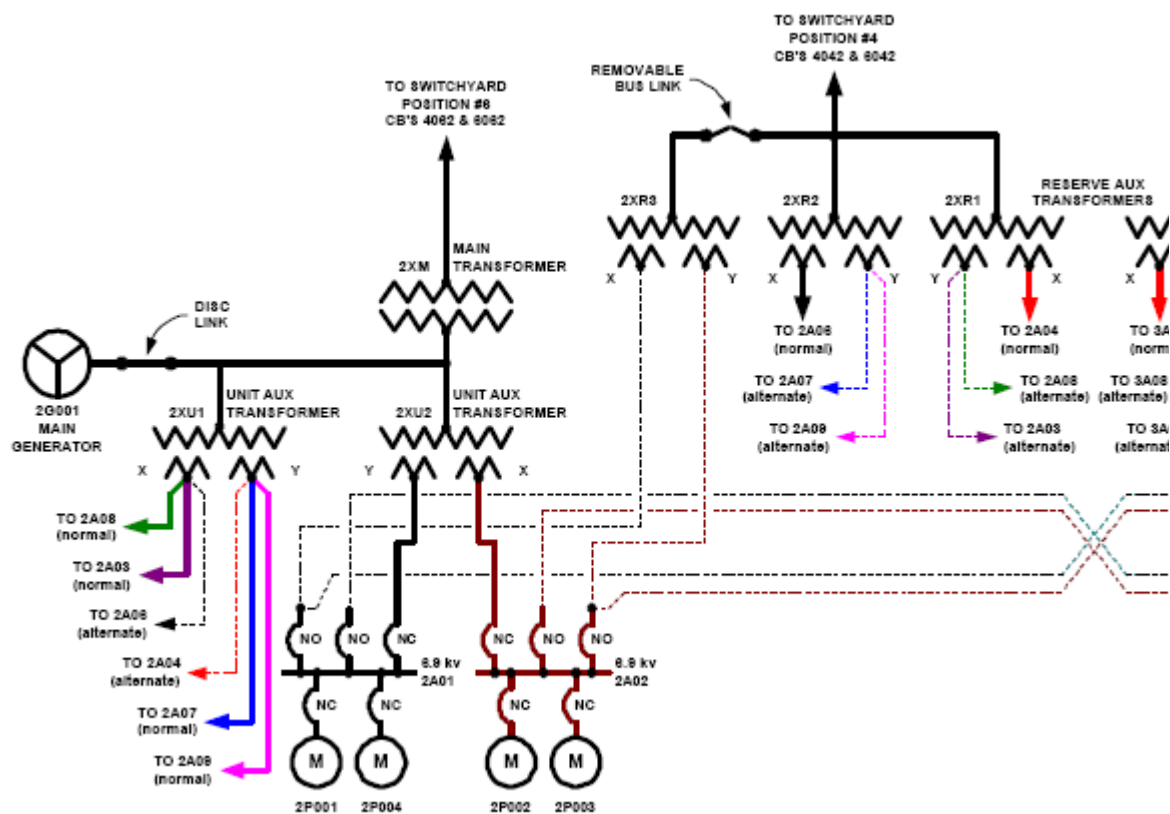 TO SWITCHYARD
POSITION #4
CB'S 4042 & 6042
REMOVABLE
BUS LINK
TO SWITCHYARD
POSITION #6
CB'S 4062 & 6062
2XR3
2XR2
2XR1
RESERVE AUX
TRANSFORMERS
X
Y
X
Y
Y
X
X
MAIN
TRANSFORMER
2XM
DISC
LINK
TO 2A06
(normal)
TO 2A04
(normal)
TO 3A
(norm
TO 2A07
(alternate)
TO 2A08
(alternate)
TO 3A08
(alternate)
TO 2A09
(alternate)
TO 2A03
(alternate)
TO 3A
(alternat
2G001
MAIN
GENERATOR
2XU1
UNIT AUX
TRANSFORMER
2XU2
UNIT AUX
TRANSFORMER
X
Y
Y
X
TO 2A08
(normal)
TO 2A03
(normal)
TO 2A06
(alternate)
TO 2A04
(alternate)
TO 2A07
(normal)
TO 2A09
(normal)
NO
NO
NC
NC
NO
NO
6.9 kv
2A01
6.9 kv
2A02
NC
NC
NC
NC
M
M
M
M
2P001
2P004
2P002
2P003